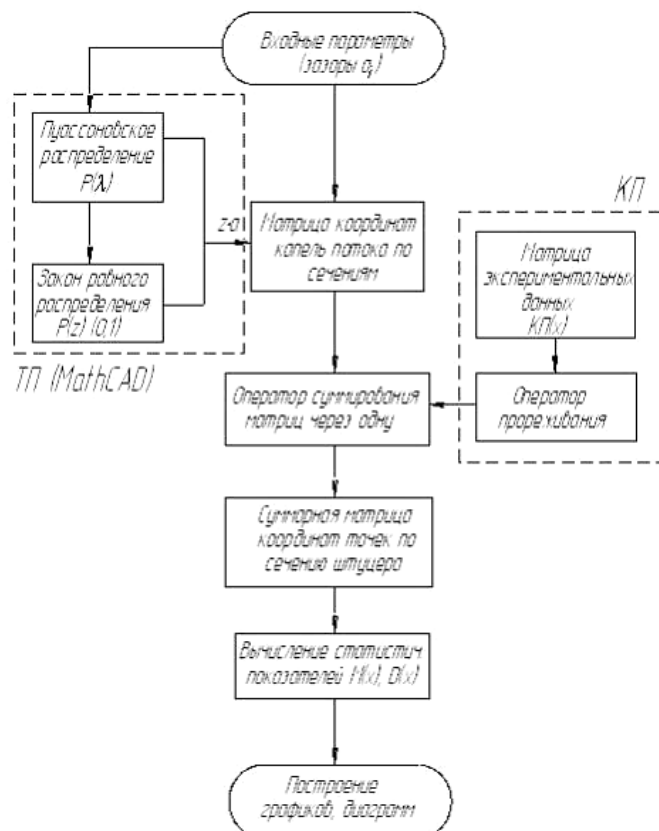 Входные параметры
(зазоры aᵢ)
Пуассоновское
распределение
P(λ)
Закон равного
распределения
P(z) (0,1)
ТП (MathCAD)
z·a
Матрица координат
капель потока по
сечениям
КП
Матрица
экспериментальных
данных
КП(x)
Оператор суммирования
матриц через одну
Оператор
прореживания
Суммарная матрица
координат точек по
сечению штуцера
Вычисление статистич
показателей M(x), D(x)
Построение
графиков, диаграмм